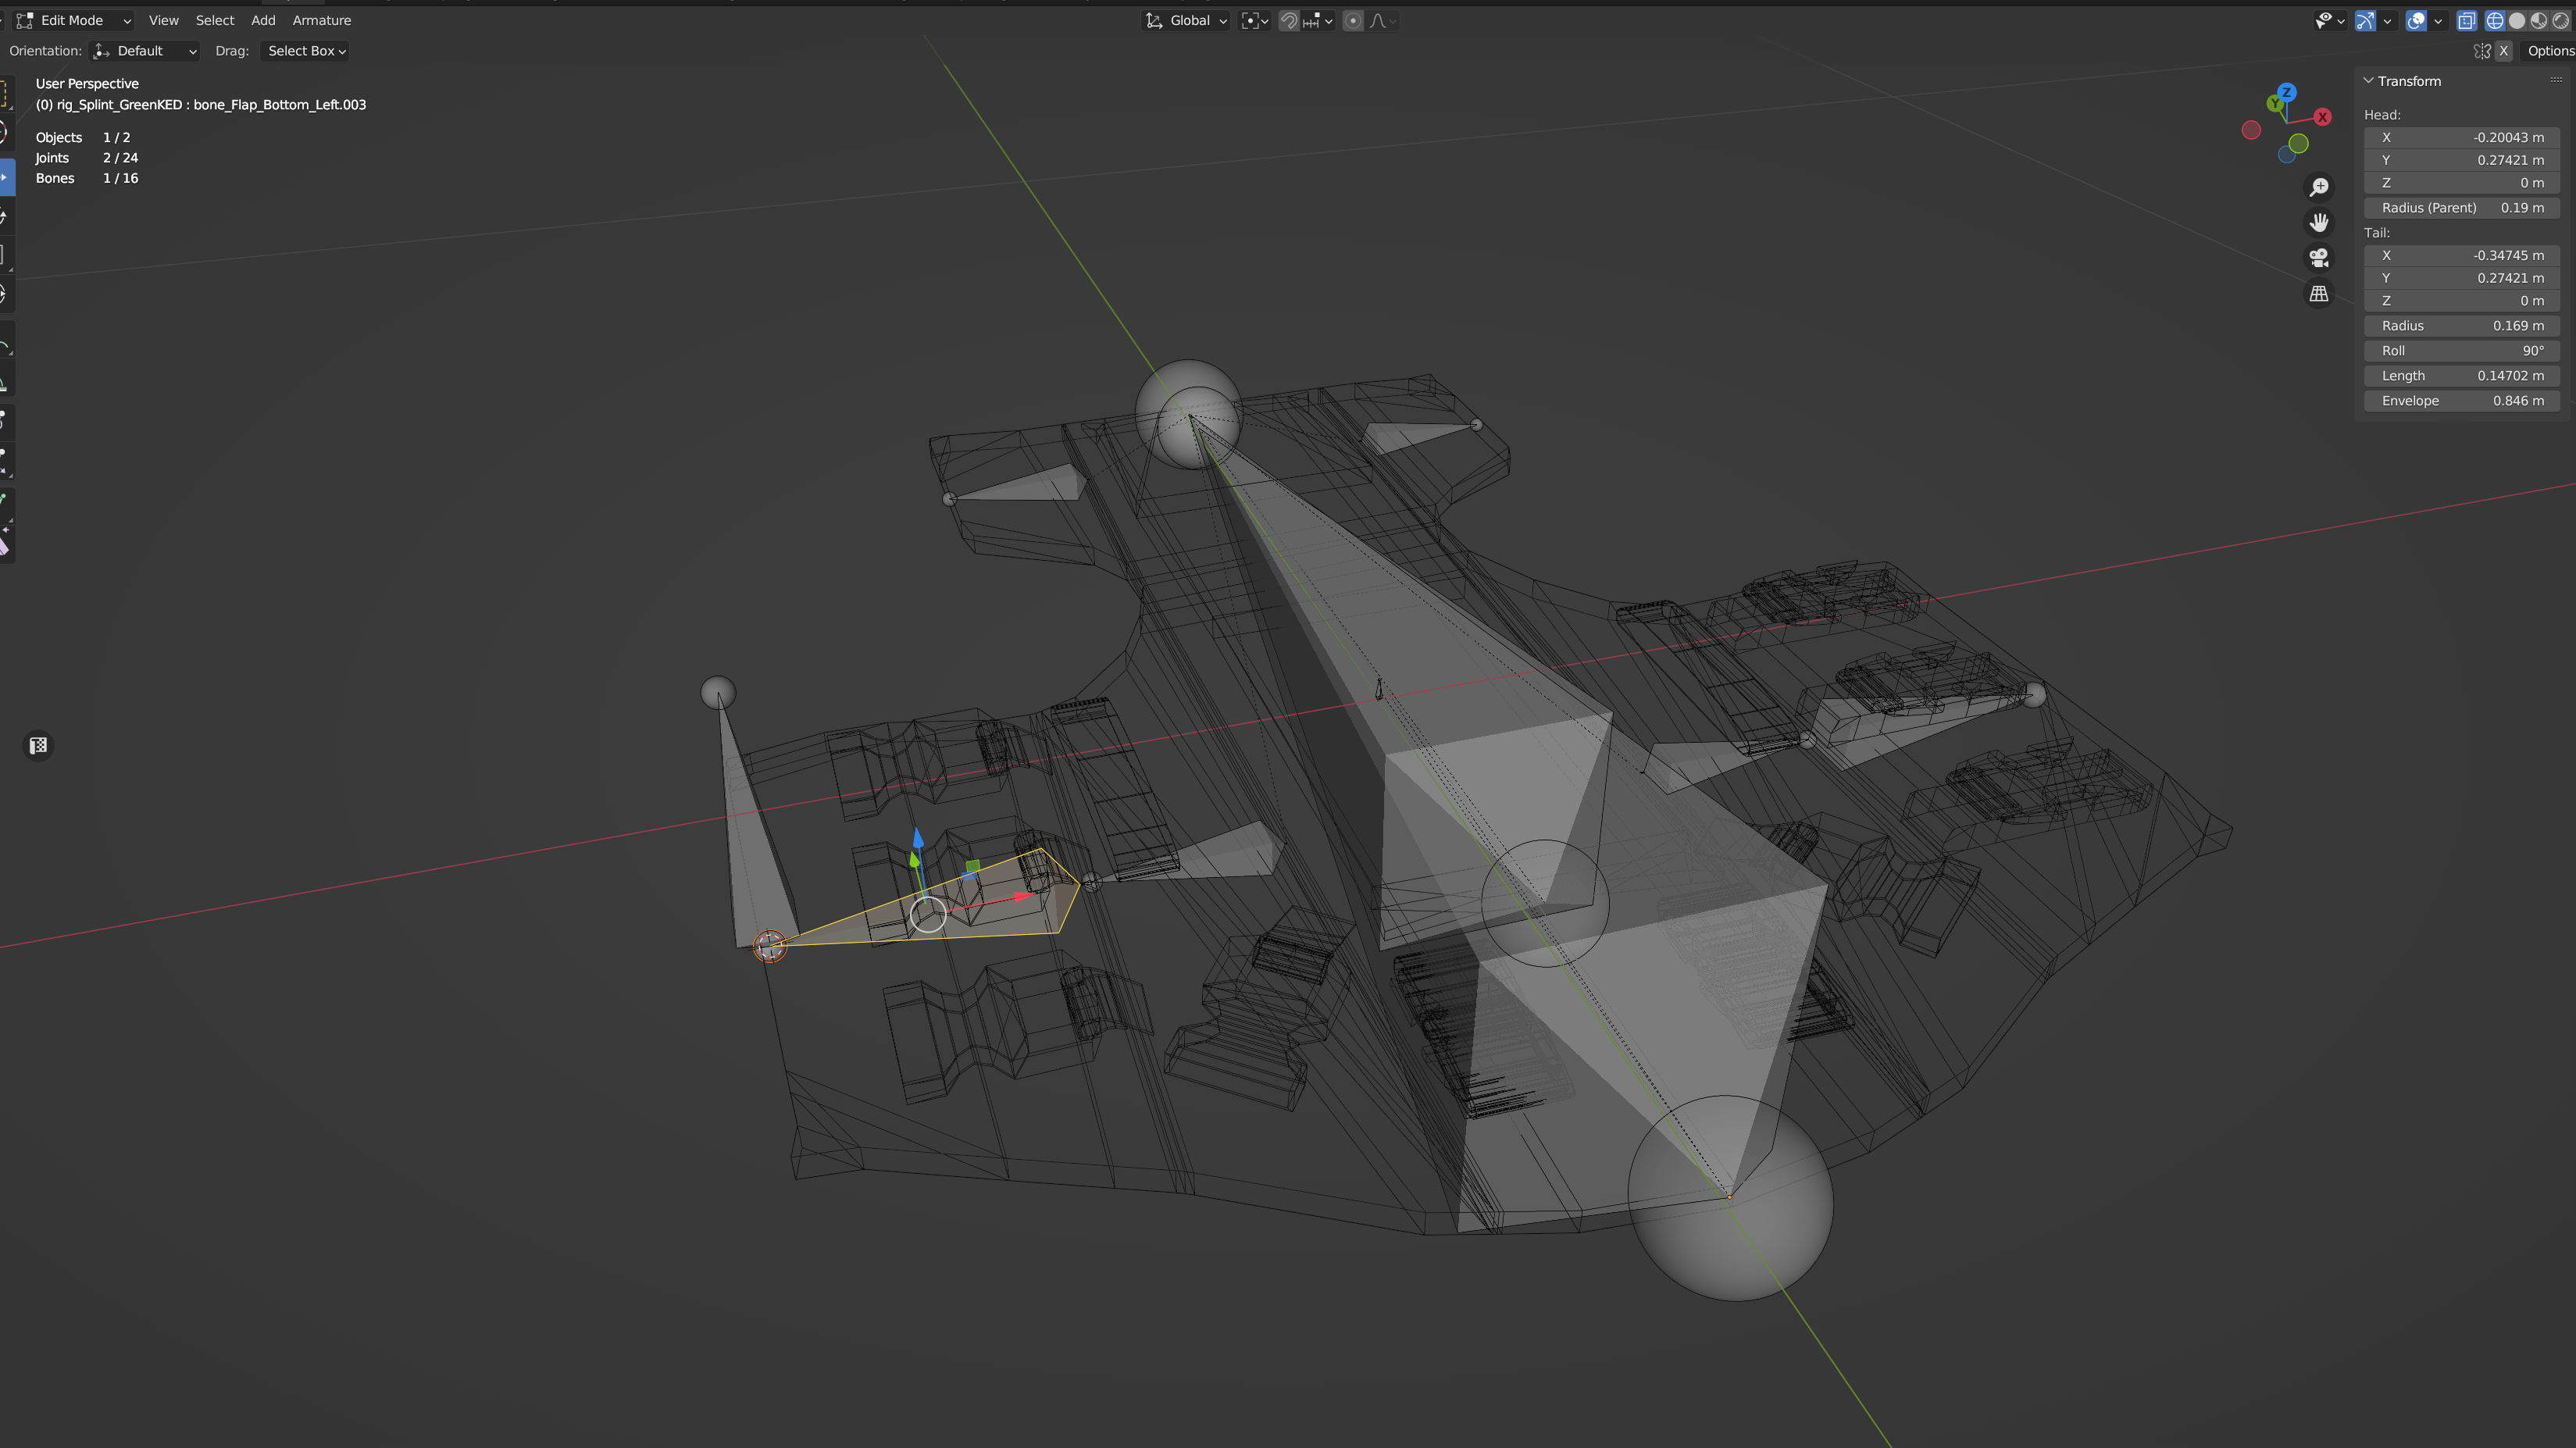 Edit Mode View Select Add Armature Global
Orientation: Default Drag: Select Box X Options
User Perspective
(0) rig_Splint_GreenKED : bone_Flap_Bottom_Left.003
Objects 1 / 2
Joints 2 / 24
Bones 1 / 16
Z
Y
X
Transform
Head:
X -0.20043 m
Y 0.27421 m
Z 0 m
Radius (Parent) 0.19 m
Tail:
X -0.34745 m
Y 0.27421 m
Z 0 m
Radius 0.169 m
Roll 90°
Length 0.14702 m
Envelope 0.846 m